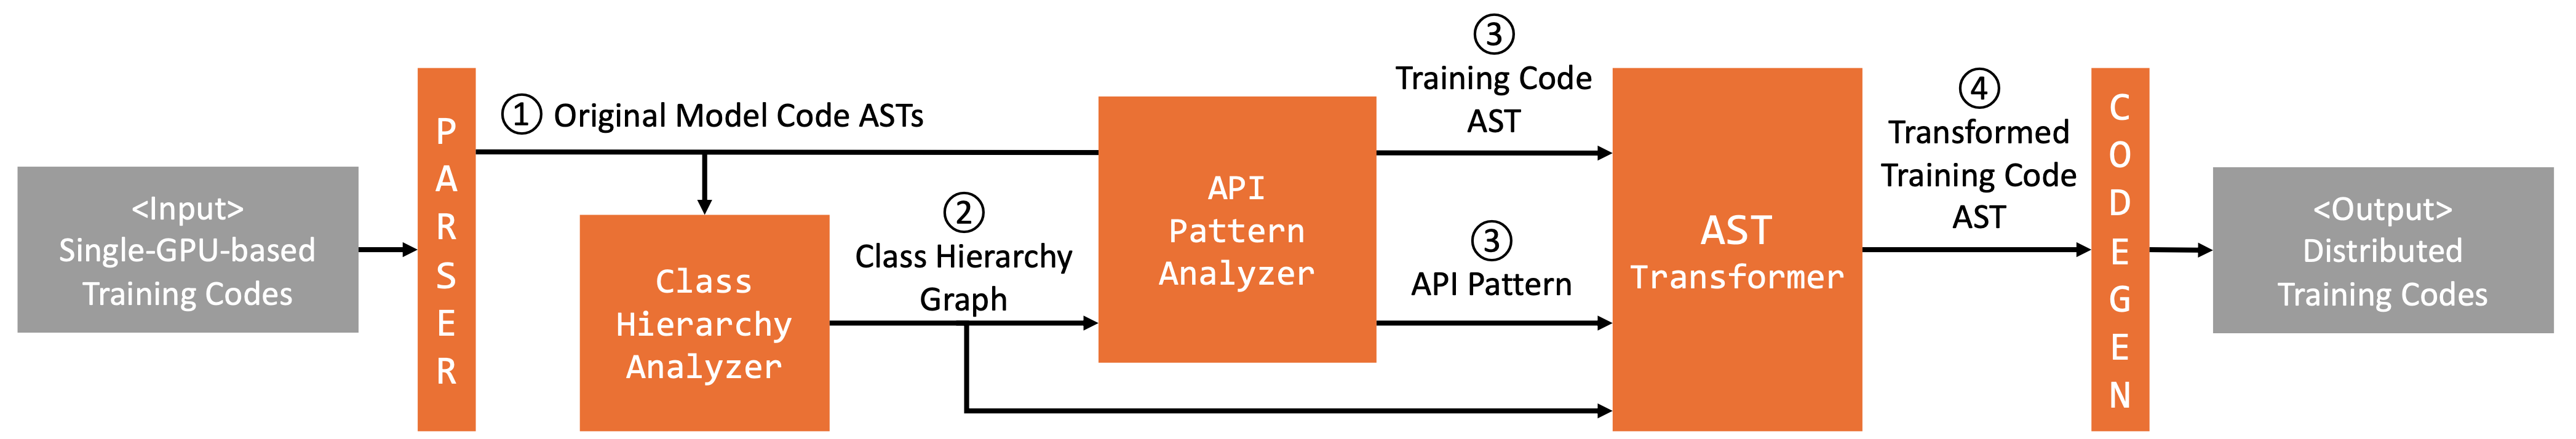 <Input>
Single-GPU-based
Training Codes
PARSER
① Original Model Code ASTs
Class
Hierarchy
Analyzer
②
Class Hierarchy
Graph
API
Pattern
Analyzer
③
Training Code
AST
③
API Pattern
AST
Transformer
④
Transformed
Training Code
AST
CODEGEN
<Output>
Distributed
Training Codes